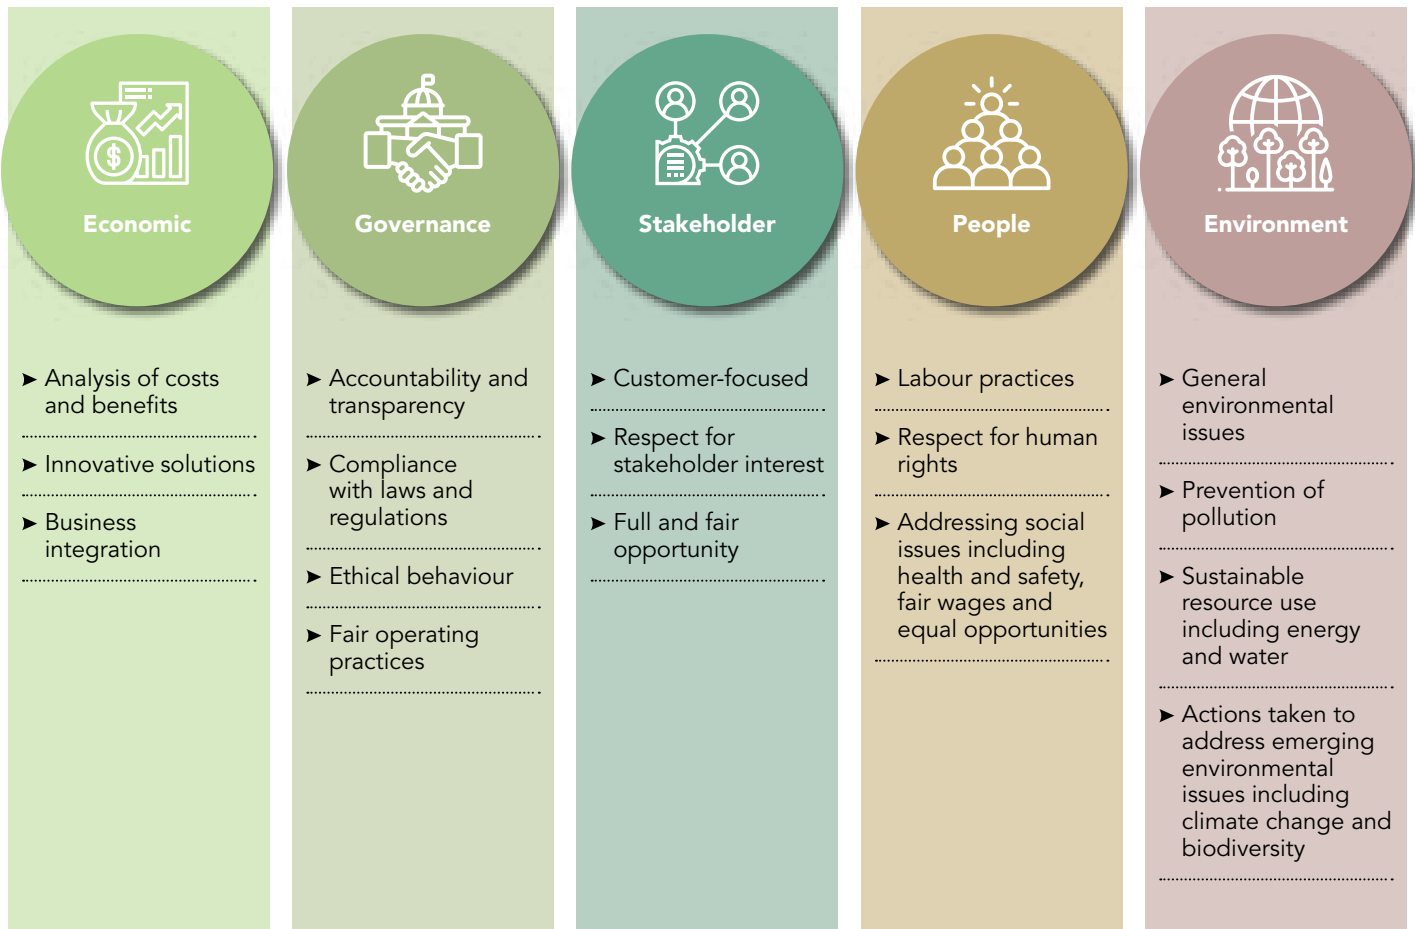 Economic
➤ Analysis of costs
and benefits
➤ Innovative solutions
➤ Business
integration
Governance
➤ Accountability and
transparency
➤ Compliance
with laws and
regulations
➤ Ethical behaviour
➤ Fair operating
practices
Stakeholder
➤ Customer-focused
➤ Respect for
stakeholder interest
➤ Full and fair
opportunity
People
➤ Labour practices
➤ Respect for human
rights
➤ Addressing social
issues including
health and safety,
fair wages and
equal opportunities
Environment
➤ General
environmental
issues
➤ Prevention of
pollution
➤ Sustainable
resource use
including energy
and water
➤ Actions taken to
address emerging
environmental
issues including
climate change and
biodiversity